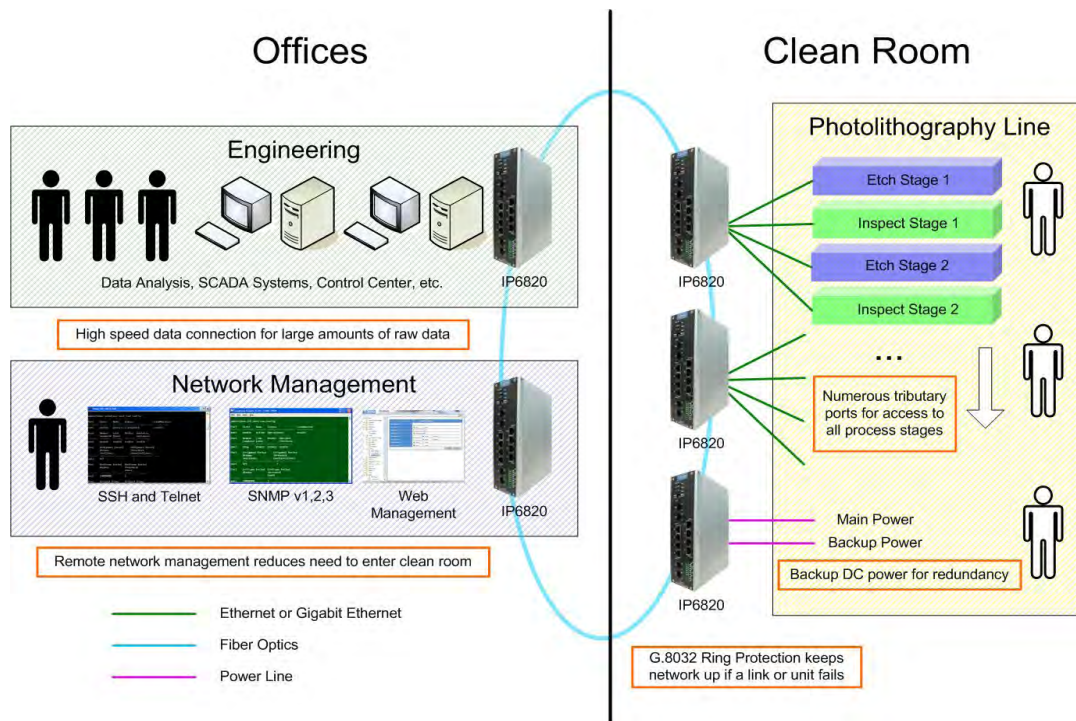 Offices
Clean Room
Engineering
Data Analysis, SCADA Systems, Control Center, etc.
IP6820
High speed data connection for large amounts of raw data
Network Management
SSH and Telnet
SNMP v1,2,3
Web
Management
IP6820
Remote network management reduces need to enter clean room
Ethernet or Gigabit Ethernet
Fiber Optics
Power Line
Photolithography Line
Etch Stage 1
Inspect Stage 1
Etch Stage 2
Inspect Stage 2
IP6820
...
Numerous tributary
ports for access to
all process stages
IP6820
Main Power
Backup Power
Backup DC power for redundancy
IP6820
G.8032 Ring Protection keeps
network up if a link or unit fails